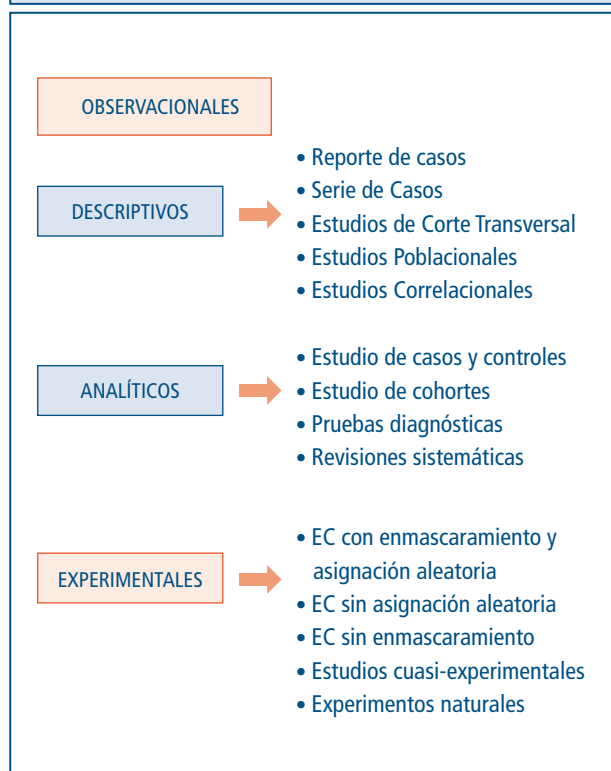 OBSERVACIONALES
DESCRIPTIVOS
• Reporte de casos
• Serie de Casos
• Estudios de Corte Transversal
• Estudios Poblacionales
• Estudios Correlacionales
ANALÍTICOS
• Estudio de casos y controles
• Estudio de cohortes
• Pruebas diagnósticas
• Revisiones sistemáticas
EXPERIMENTALES
• EC con enmascaramiento y
asignación aleatoria
• EC sin asignación aleatoria
• EC sin enmascaramiento
• Estudios cuasi-experimentales
• Experimentos naturales